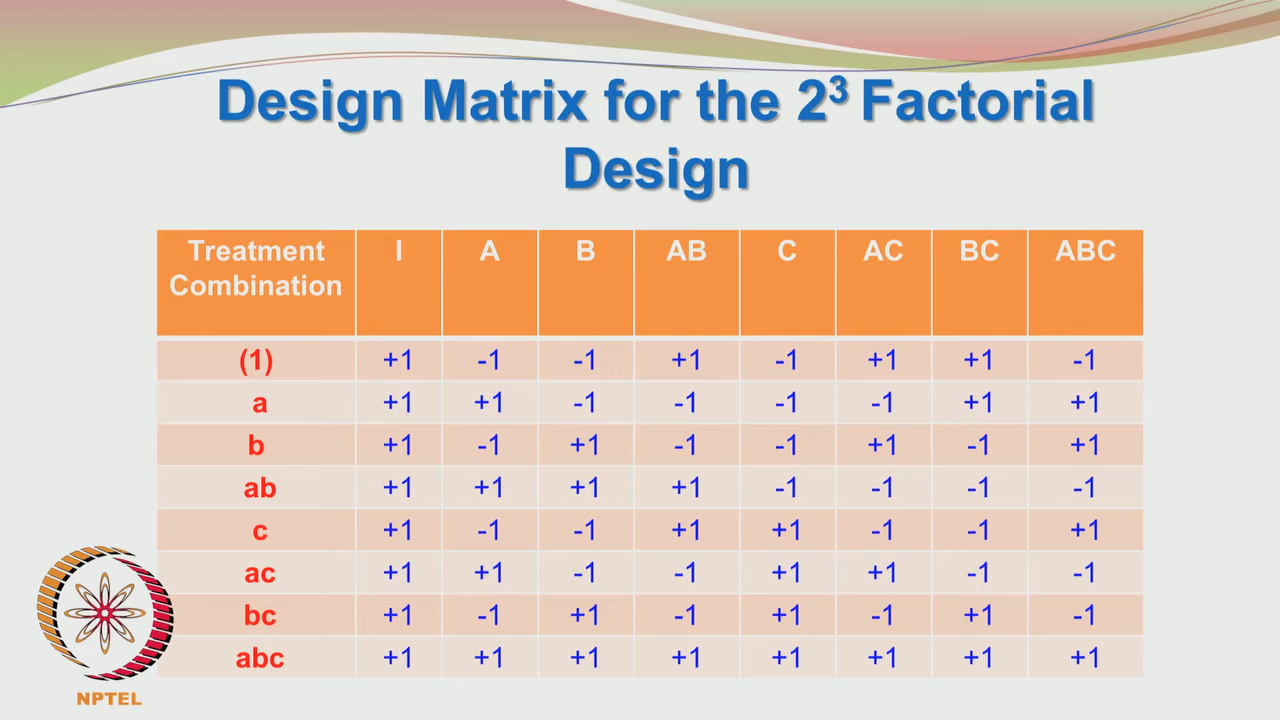 Design Matrix for the 2³ Factorial
Design
Treatment Combination I A B AB C AC BC ABC
(1) +1 -1 -1 +1 -1 +1 +1 -1
a +1 +1 -1 -1 -1 -1 +1 +1
b +1 -1 +1 -1 -1 +1 -1 +1
ab +1 +1 +1 +1 -1 -1 -1 -1
c +1 -1 -1 +1 +1 -1 -1 +1
ac +1 +1 -1 -1 +1 +1 -1 -1
bc +1 -1 +1 -1 +1 -1 +1 -1
abc +1 +1 +1 +1 +1 +1 +1 +1
NPTEL